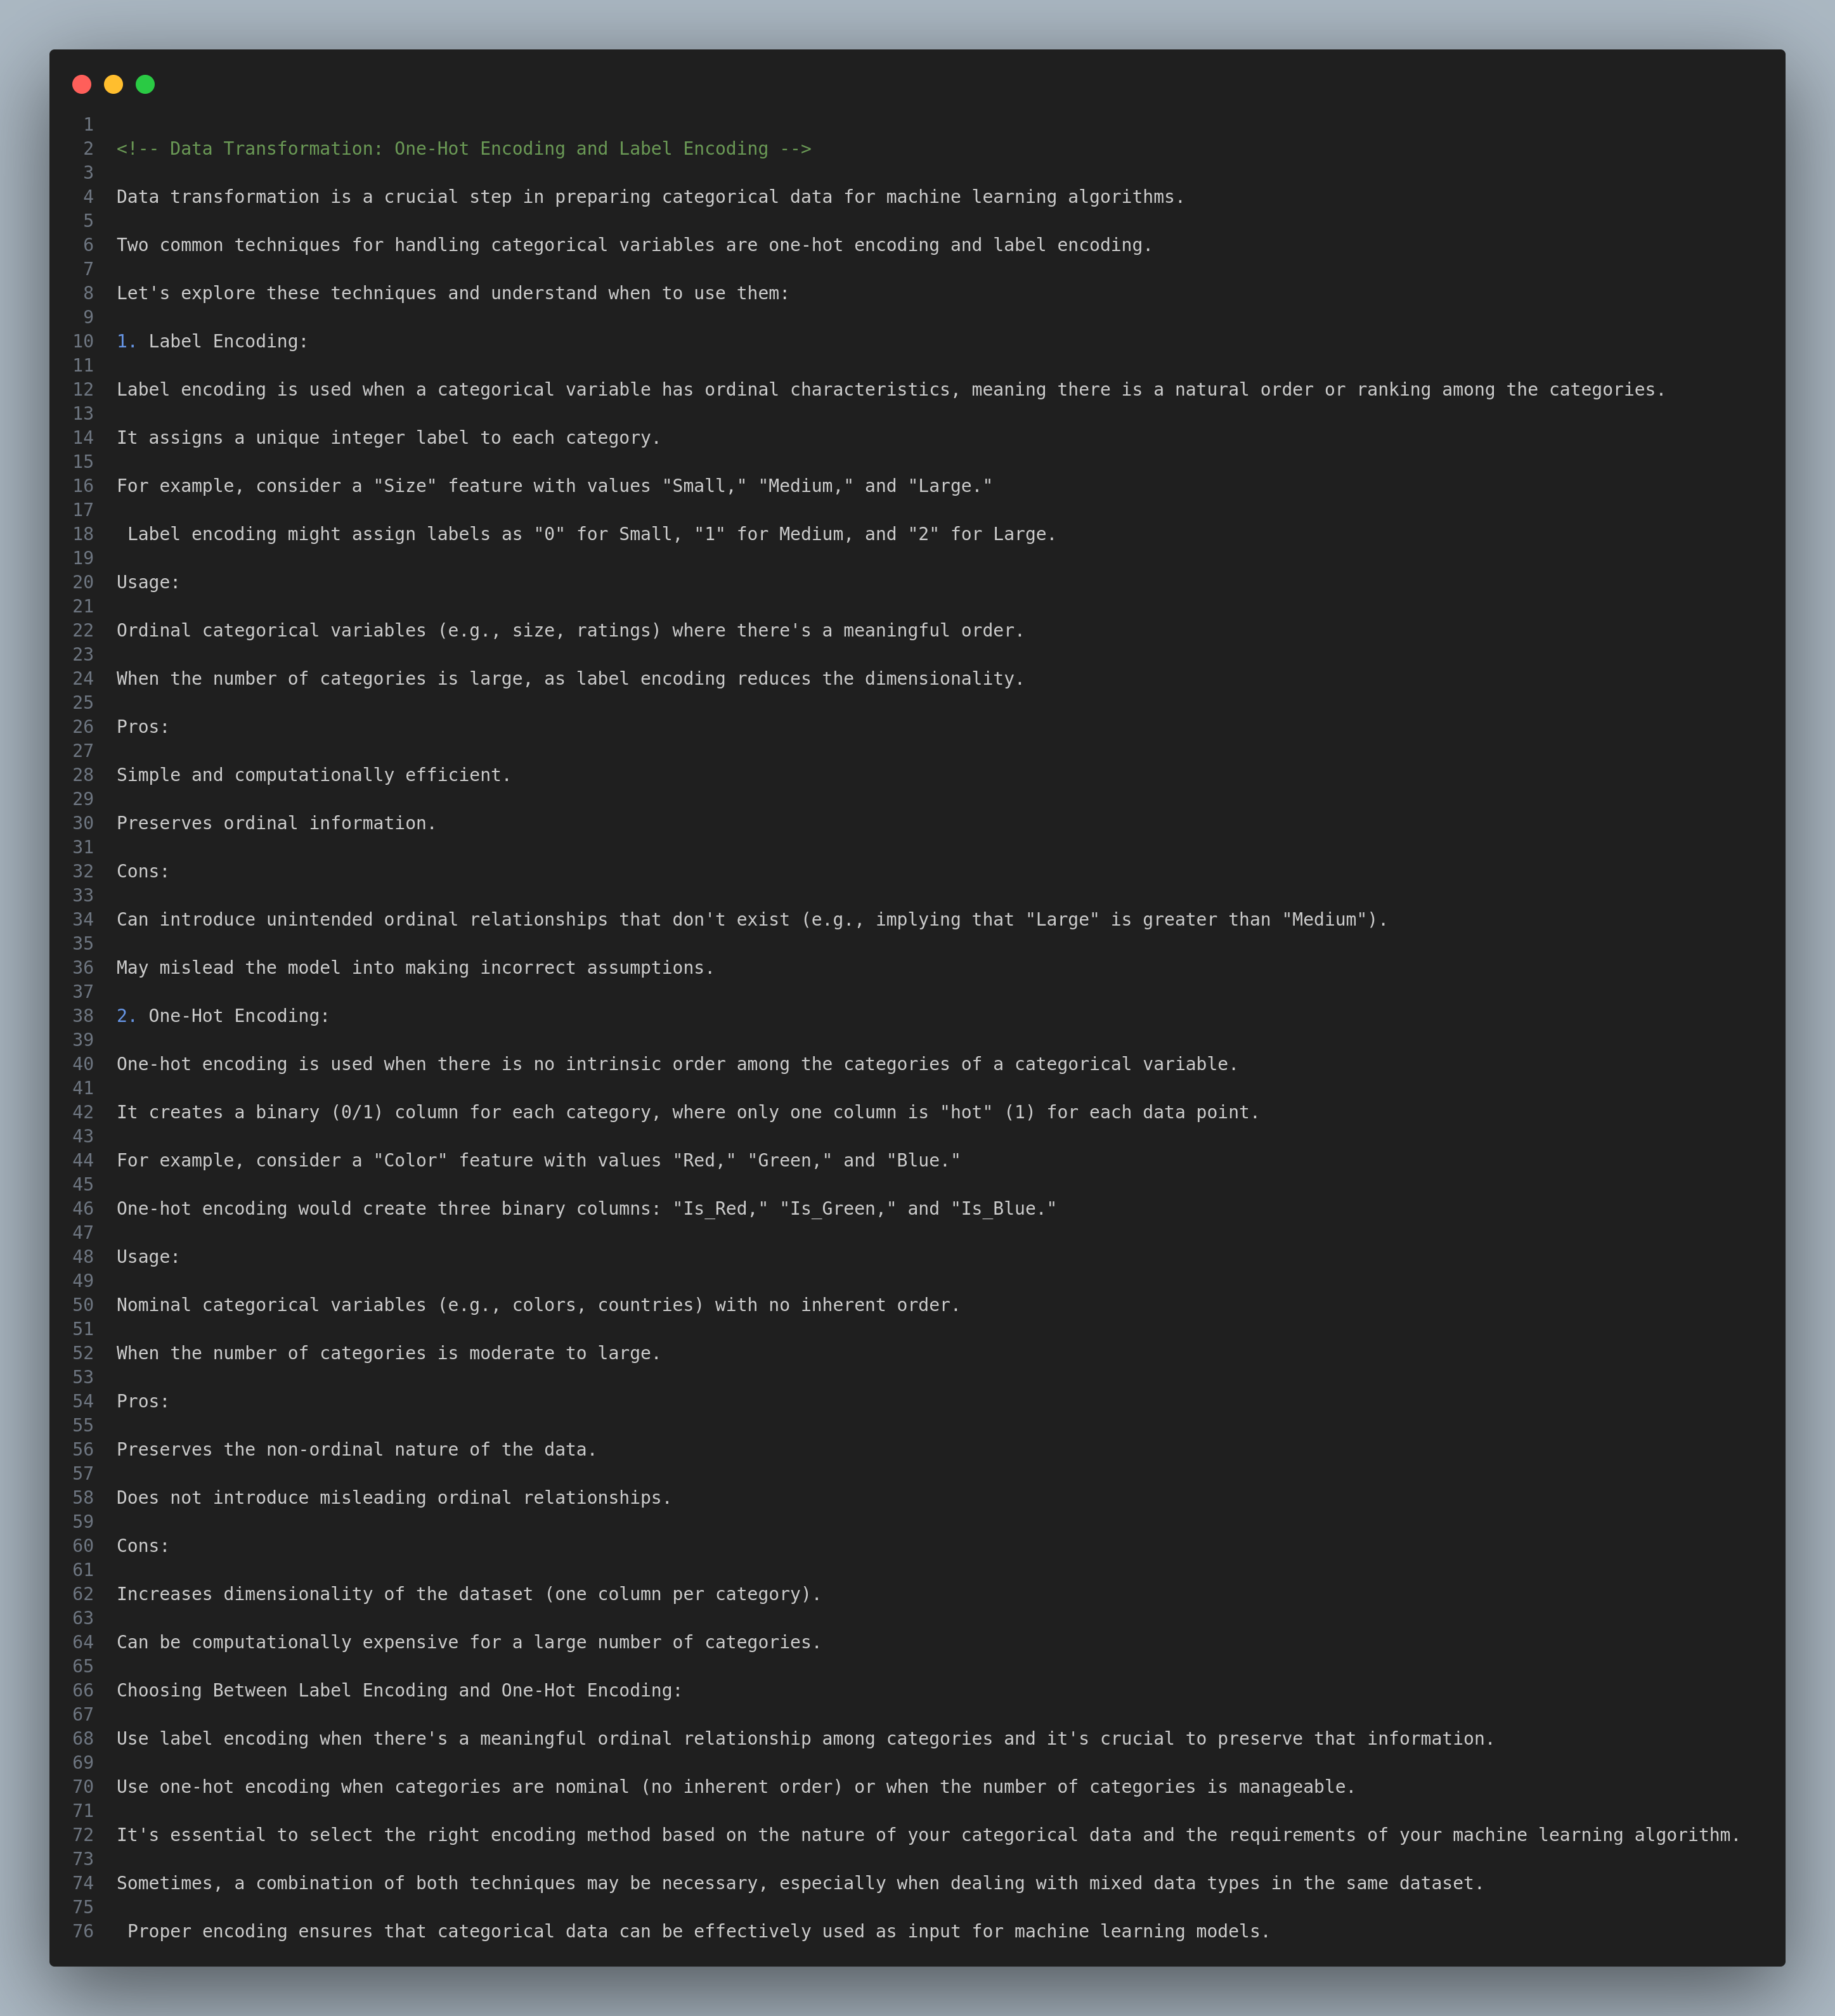 1
2 <!-- Data Transformation: One-Hot Encoding and Label Encoding -->
3
4 Data transformation is a crucial step in preparing categorical data for machine learning algorithms.
5
6 Two common techniques for handling categorical variables are one-hot encoding and label encoding.
7
8 Let's explore these techniques and understand when to use them:
9
10 1. Label Encoding:
11
12 Label encoding is used when a categorical variable has ordinal characteristics, meaning there is a natural order or ranking among the categories.
13
14 It assigns a unique integer label to each category.
15
16 For example, consider a "Size" feature with values "Small," "Medium," and "Large."
17
18  Label encoding might assign labels as "0" for Small, "1" for Medium, and "2" for Large.
19
20 Usage:
21
22 Ordinal categorical variables (e.g., size, ratings) where there's a meaningful order.
23
24 When the number of categories is large, as label encoding reduces the dimensionality.
25
26 Pros:
27
28 Simple and computationally efficient.
29
30 Preserves ordinal information.
31
32 Cons:
33
34 Can introduce unintended ordinal relationships that don't exist (e.g., implying that "Large" is greater than "Medium").
35
36 May mislead the model into making incorrect assumptions.
37
38 2. One-Hot Encoding:
39
40 One-hot encoding is used when there is no intrinsic order among the categories of a categorical variable.
41
42 It creates a binary (0/1) column for each category, where only one column is "hot" (1) for each data point.
43
44 For example, consider a "Color" feature with values "Red," "Green," and "Blue."
45
46 One-hot encoding would create three binary columns: "Is_Red," "Is_Green," and "Is_Blue."
47
48 Usage:
49
50 Nominal categorical variables (e.g., colors, countries) with no inherent order.
51
52 When the number of categories is moderate to large.
53
54 Pros:
55
56 Preserves the non-ordinal nature of the data.
57
58 Does not introduce misleading ordinal relationships.
59
60 Cons:
61
62 Increases dimensionality of the dataset (one column per category).
63
64 Can be computationally expensive for a large number of categories.
65
66 Choosing Between Label Encoding and One-Hot Encoding:
67
68 Use label encoding when there's a meaningful ordinal relationship among categories and it's crucial to preserve that information.
69
70 Use one-hot encoding when categories are nominal (no inherent order) or when the number of categories is manageable.
71
72 It's essential to select the right encoding method based on the nature of your categorical data and the requirements of your machine learning algorithm.
73
74 Sometimes, a combination of both techniques may be necessary, especially when dealing with mixed data types in the same dataset.
75
76  Proper encoding ensures that categorical data can be effectively used as input for machine learning models.